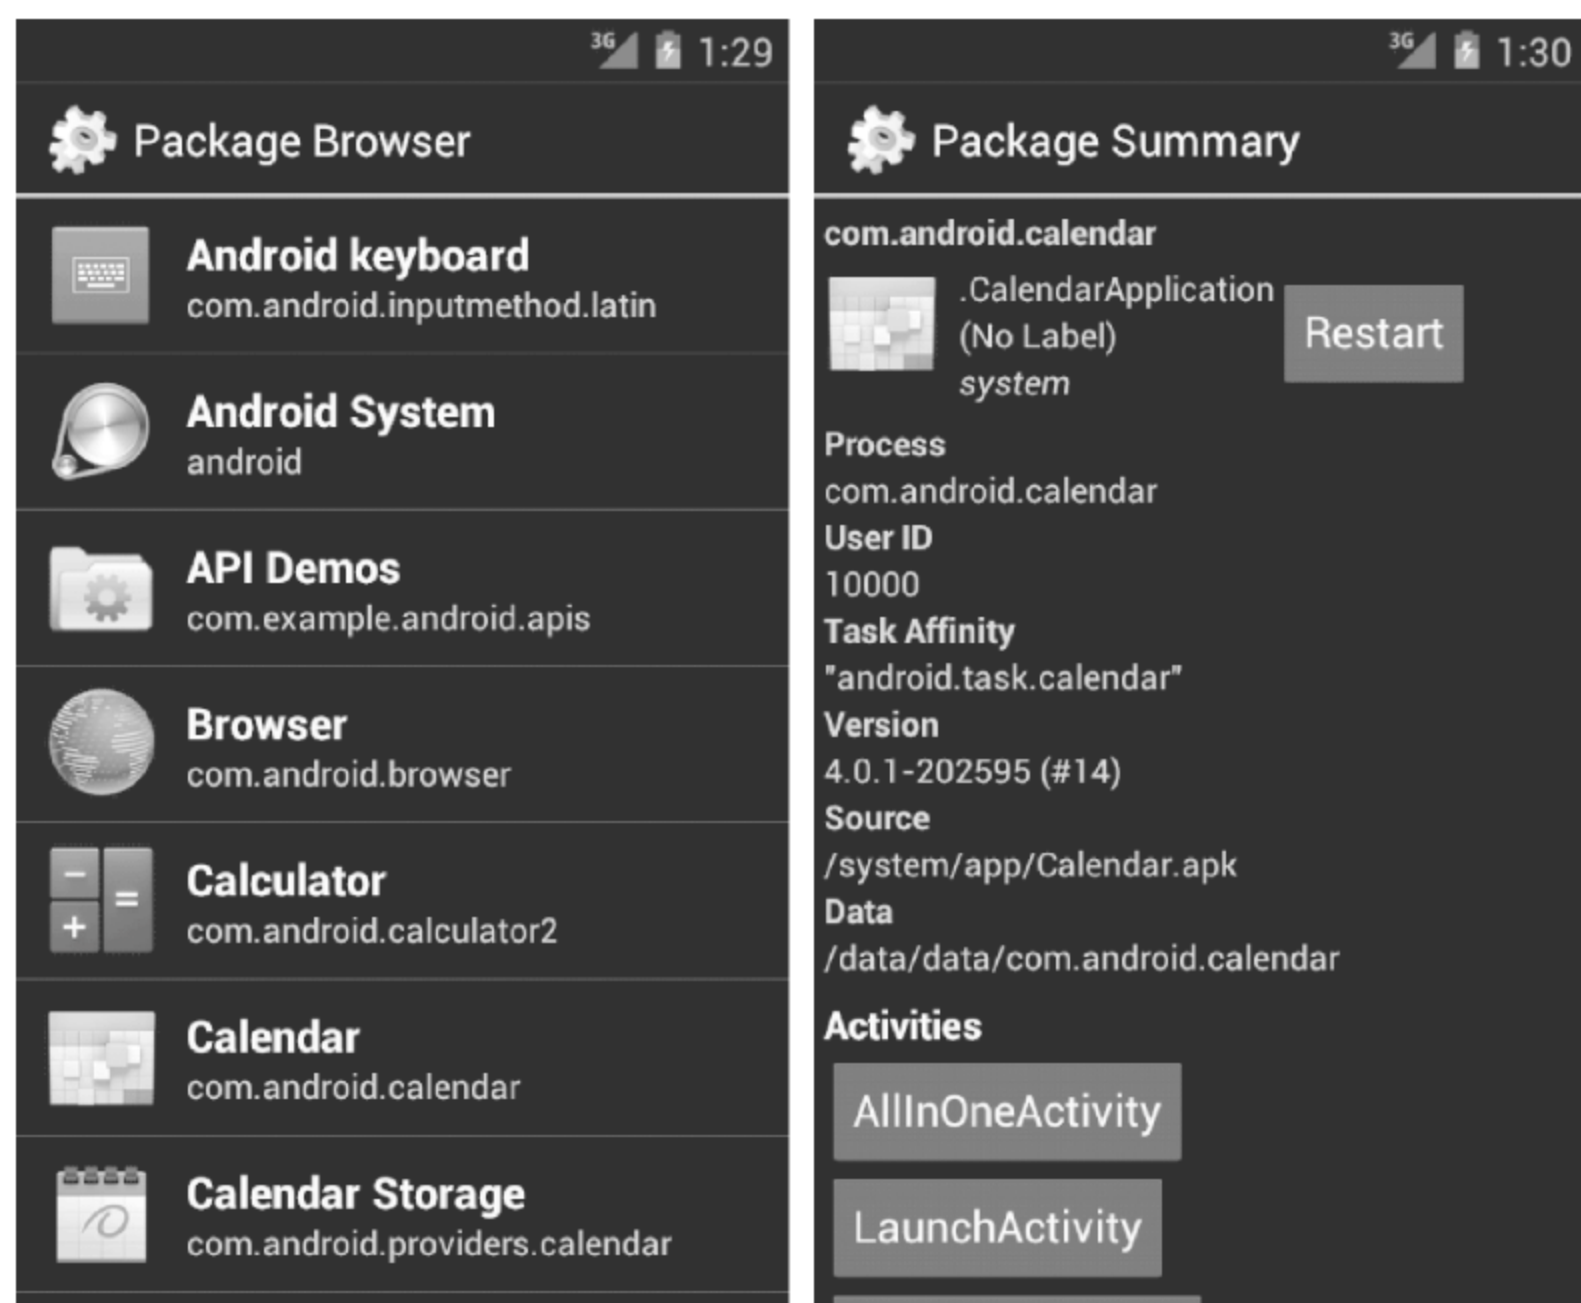 3G 1:29
Package Browser
Android keyboard
com.android.inputmethod.latin
Android System
android
API Demos
com.example.android.apis
Browser
com.android.browser
Calculator
com.android.calculator2
Calendar
com.android.calendar
Calendar Storage
com.android.providers.calendar
3G 1:30
Package Summary
com.android.calendar
.CalendarApplication
(No Label)
system
Restart
Process
com.android.calendar
User ID
10000
Task Affinity
"android.task.calendar"
Version
4.0.1-202595 (#14)
Source
/system/app/Calendar.apk
Data
/data/data/com.android.calendar
Activities
AllInOneActivity
LaunchActivity